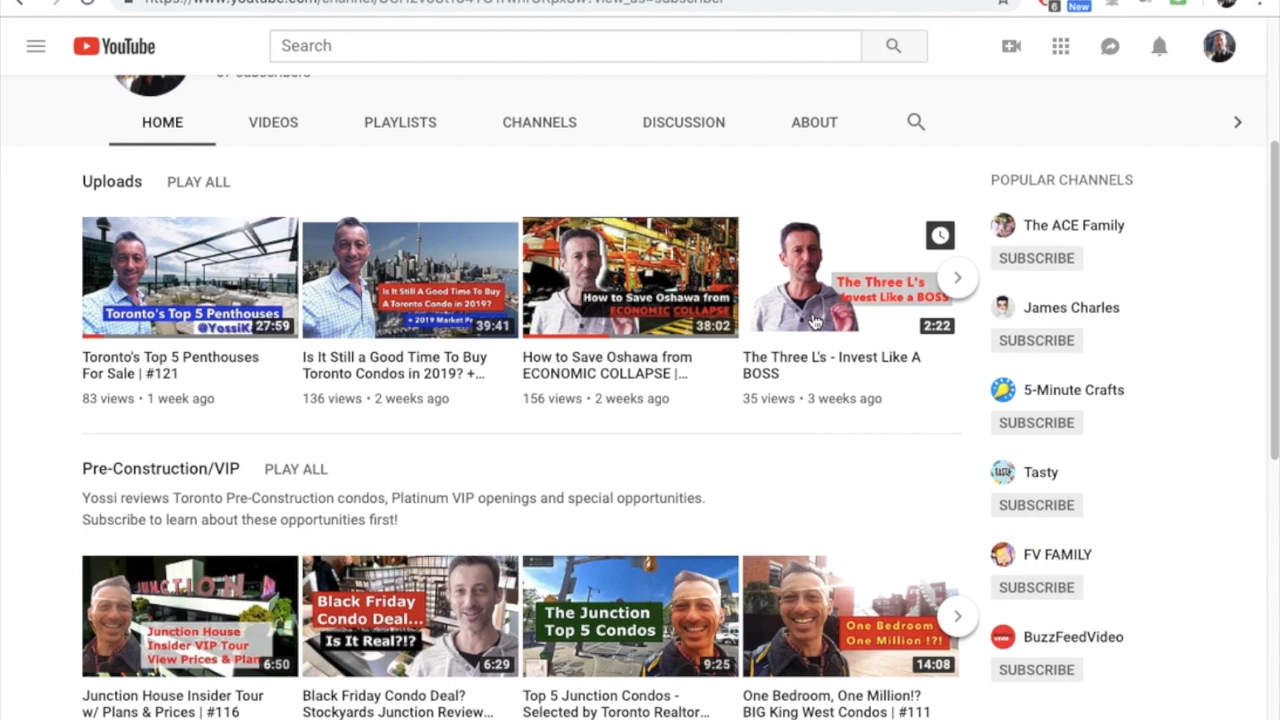 New
6
YouTube
Search
HOME
VIDEOS
PLAYLISTS
CHANNELS
DISCUSSION
ABOUT
Uploads PLAY ALL
Toronto's Top 5 Penthouses
27:59
Toronto's Top 5 Penthouses
For Sale | #121
83 views • 1 week ago
Is It Still A Good Time To Buy
A Toronto Condo in 2019?
39:41
Is It Still a Good Time To Buy
Toronto Condos in 2019? +...
136 views • 2 weeks ago
How to Save Oshawa from
ECONOMIC COLLAPSE
38:02
How to Save Oshawa from
ECONOMIC COLLAPSE |...
156 views • 2 weeks ago
The Three L's
Invest Like a BOSS
2:22
The Three L's - Invest Like A
BOSS
35 views • 3 weeks ago
Pre-Construction/VIP PLAY ALL
Yossi reviews Toronto Pre-Construction condos, Platinum VIP openings and special opportunities.
Subscribe to learn about these opportunities first!
Junction House
Insider VIP Tour
View Prices &
6:50
Junction House Insider Tour
w/ Plans & Prices | #116
Black Friday
Condo Deal...
Is It Real?!?
6:29
Black Friday Condo Deal?
Stockyards Junction Review...
The Junction
Top 5 Condos
9:25
Top 5 Junction Condos -
Selected by Toronto Realtor...
One Bedroom
One Million !?!
14:08
One Bedroom, One Million!?
BIG King West Condos | #111
POPULAR CHANNELS
The ACE Family
SUBSCRIBE
James Charles
SUBSCRIBE
5-Minute Crafts
SUBSCRIBE
Tasty
SUBSCRIBE
FV FAMILY
SUBSCRIBE
BuzzFeedVideo
SUBSCRIBE